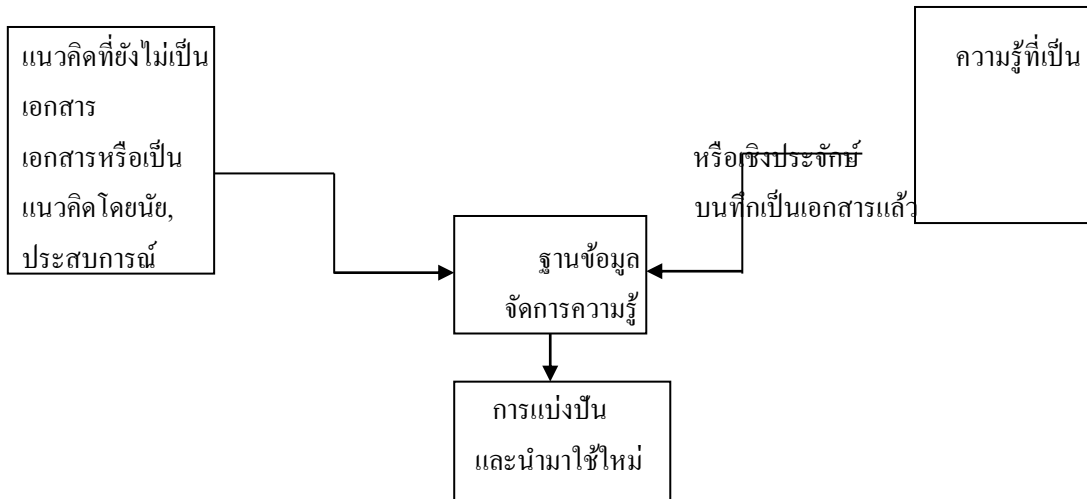 แนวคิดที่ยังไม่เป็น
เอกสาร
เอกสารหรือเป็น
แนวคิดโดยนัย,
ประสบการณ์
ความรู้ที่เป็น
หรือเชิงประจักษ์
บนทึกเป็นเอกสารแล้ว
ฐานข้อมูล
จัดการความรู้
การแบ่งปัน
และนำมาใช้ใหม่